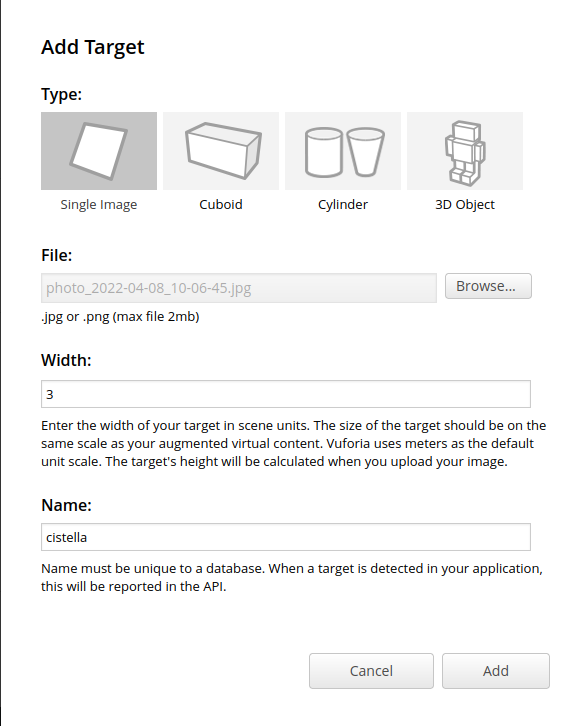 Add Target
Type:
Single Image
Cuboid
Cylinder
3D Object
File:
photo_2022-04-08_10-06-45.jpg
Browse...
.jpg or .png (max file 2mb)
Width:
3
Enter the width of your target in scene units. The size of the target should be on the
same scale as your augmented virtual content. Vuforia uses meters as the default
unit scale. The target's height will be calculated when you upload your image.
Name:
cistella
Name must be unique to a database. When a target is detected in your application,
this will be reported in the API.
Cancel
Add